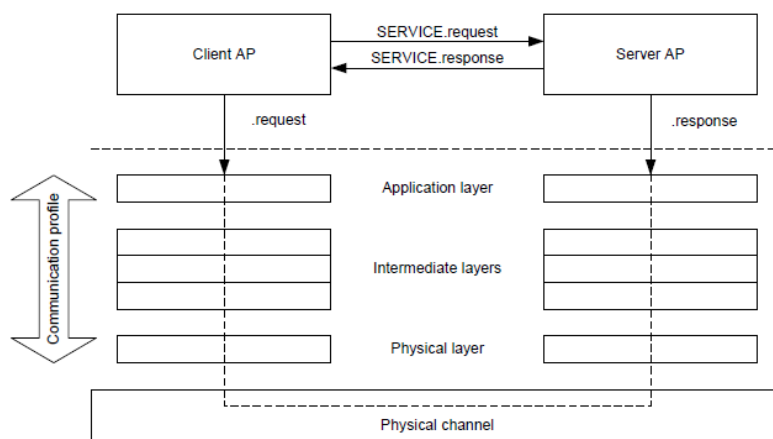 SERVICE.request
Client AP
Server AP
SERVICE.response
.request
.response
Application layer
Communication profile
Intermediate layers
Physical layer
Physical channel